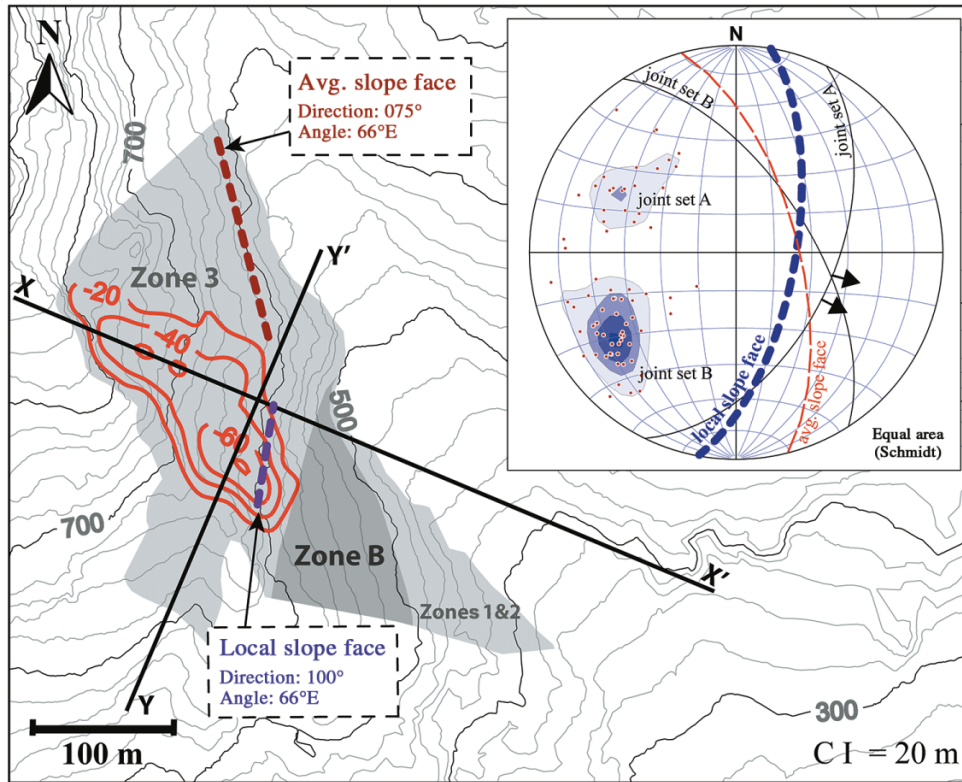 N
Avg. slope face
Direction: 075°
Angle: 66°E
700
X
Y'
Zone 3
-20
-40
-60
500
700
Zone B
X'
Zones 1&2
Local slope face
Direction: 100°
Angle: 66°E
Y
100 m
300
C I = 20 m
N
joint set B
joint set A
joint set A
joint set B
local slope face
avg. slope face
Equal area
(Schmidt)